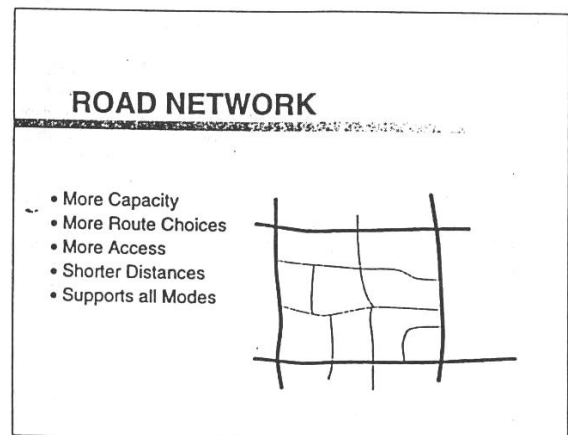 ROAD NETWORK
• More Capacity
• More Route Choices
• More Access
• Shorter Distances
• Supports all Modes